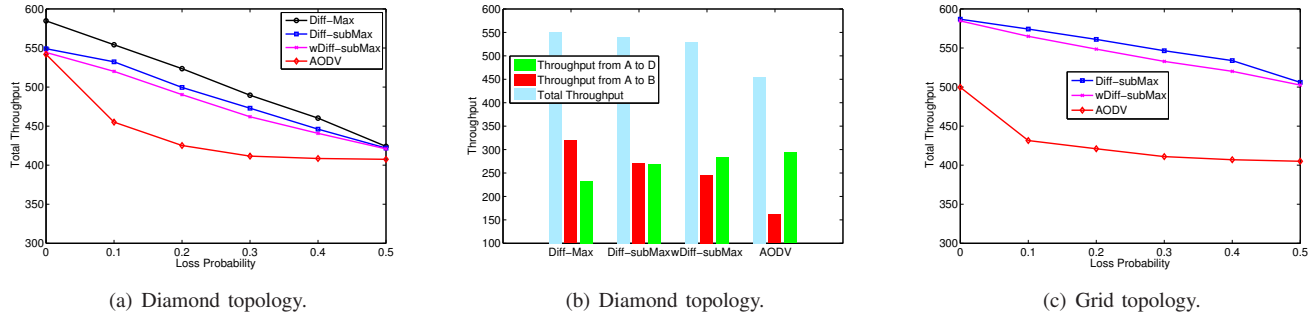 600
550
500
450
400
350
300
Total Throughput
0
0.1
0.2
0.3
0.4
0.5
Loss Probability
Diff-Max
Diff-subMax
wDiff-subMax
AODV
(a) Diamond topology.
600
550
500
450
400
350
300
250
200
150
100
Throughput
Throughput from A to D
Throughput from A to B
Total Throughput
Diff-Max
Diff-subMax
wDiff-subMax
AODV
(b) Diamond topology.
600
550
500
450
400
350
300
Total Throughput
0
0.1
0.2
0.3
0.4
0.5
Loss Probability
Diff-subMax
wDiff-subMax
AODV
(c) Grid topology.